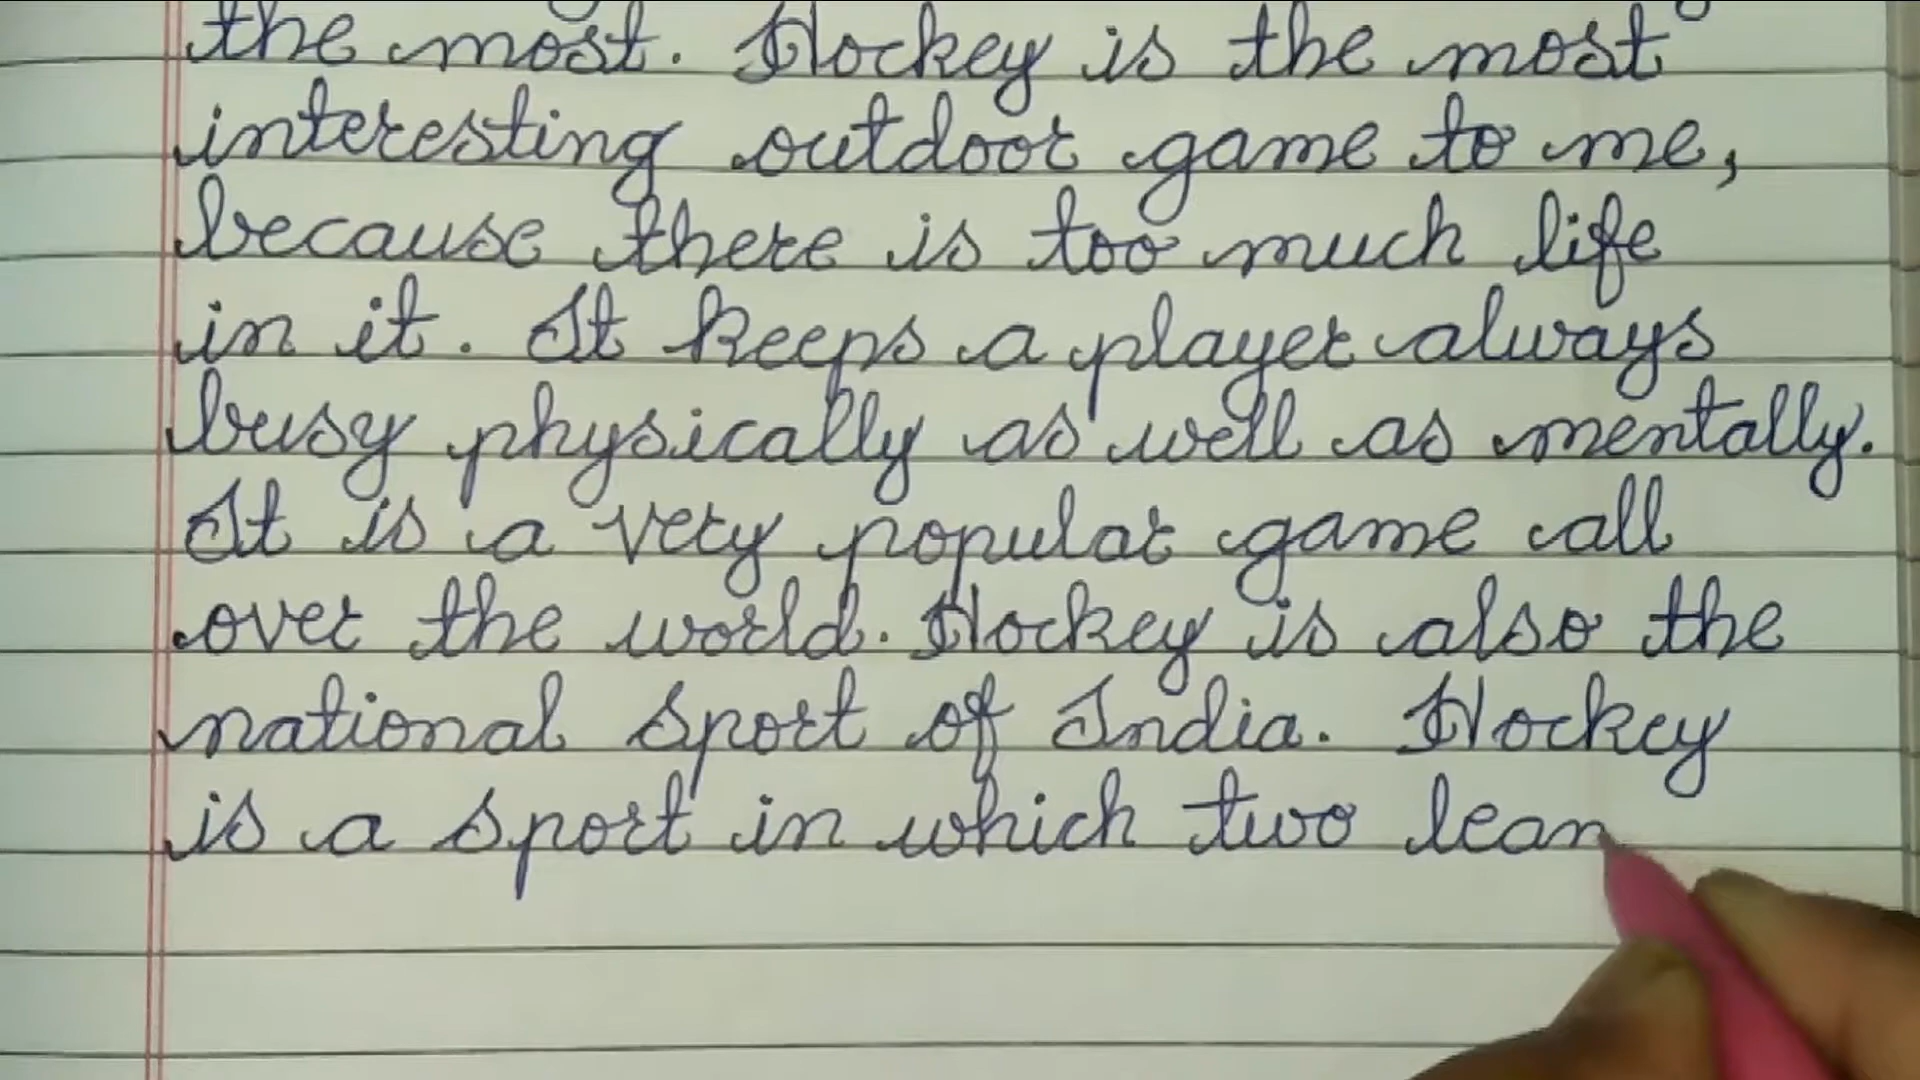 the most. Hockey is the most
interesting outdoor game to me,
because there is too much life
in it. It keeps a player always
busy physically as well as mentally.
It is a very popular game all
over the world. Hockey is also the
national sport of India. Hockey
is a sport in which two lean